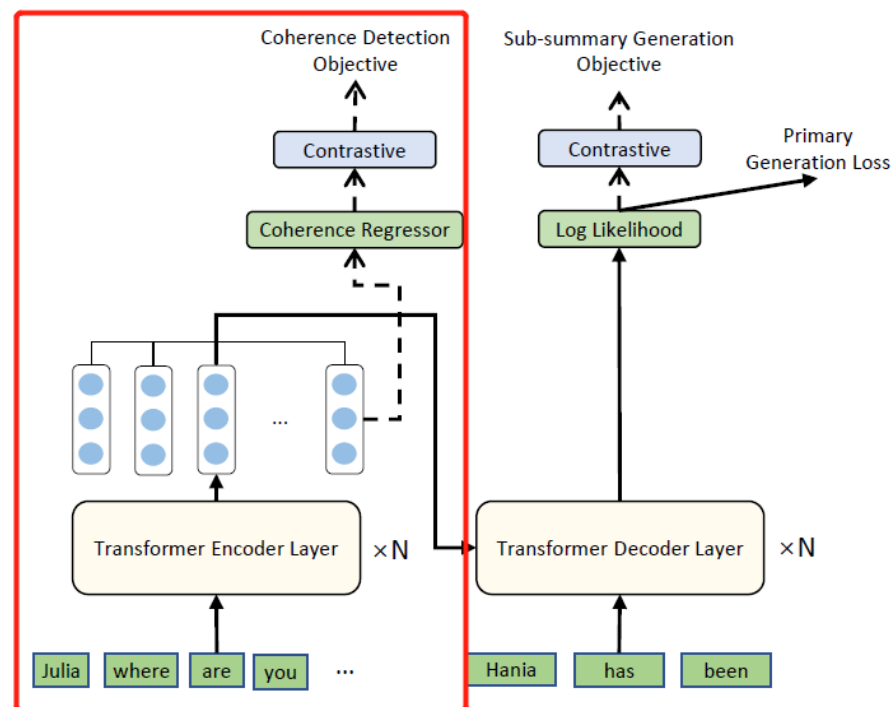 Coherence Detection
Objective
Sub-summary Generation
Objective
Contrastive
Contrastive
Primary
Generation Loss
Coherence Regressor
Log Likelihood
...
Transformer Encoder Layer
×N
Transformer Decoder Layer
×N
Julia
where
are
you
...
Hania
has
been